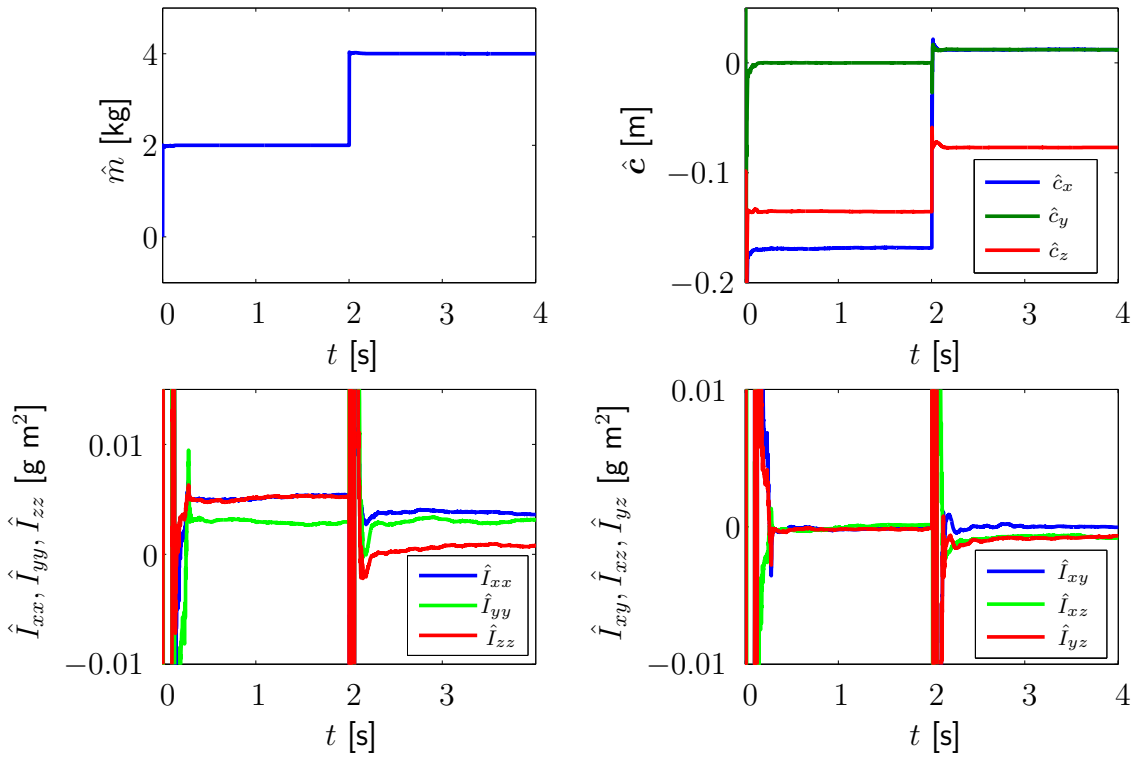 4
2
0
m̂ [kg]
0 1 2 3 4
t [s]
0
−0.1
−0.2
ĉ [m]
ĉx
ĉy
ĉz
0 1 2 3 4
t [s]
0.01
0
−0.01
Îxx, Îyy, Îzz [g m²]
Îxx
Îyy
Îzz
0 1 2 3
t [s]
0.01
0
−0.01
Îxy, Îxz, Îyz [g m²]
Îxy
Îxz
Îyz
0 1 2 3 4
t [s]